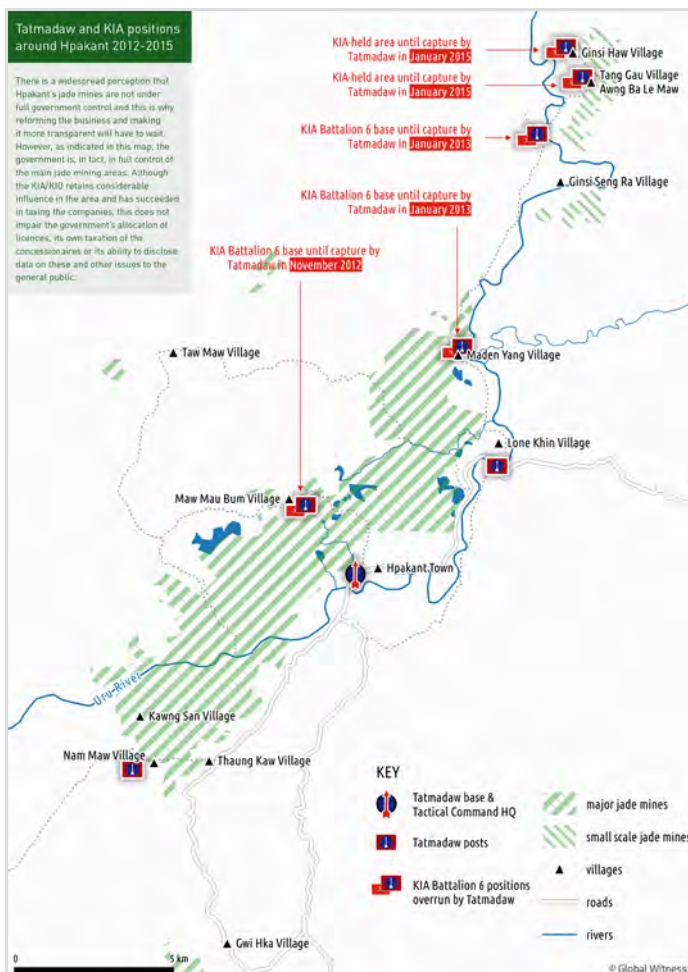 Tatmadaw and KIA positions
around Hpakant 2012-2015
There is a widespread perception that
Hpakant's jade mines are not under
full government control and this is why
reforming the business and making
it more transparent will have to wait.
However, as indicated in this map, the
government is, in fact, in full control of
the main jade mining areas. Although
the KIA/KIO retains considerable
influence in the area and has succeeded
in taxing the companies, this does not
impair the government's allocation of
licences, its own taxation of the
concessionaires or its ability to disclose
data on these and other issues to the
general public.
KIA-held area until capture by
Tatmadaw in January 2015
Ginsi Haw Village
KIA-held area until capture by
Tatmadaw in January 2015
Tang Gau Village
Awng Ba Le Maw
KIA Battalion 6 base until capture by
Tatmadaw in January 2013
Ginsi Seng Ra Village
KIA Battalion 6 base until capture by
Tatmadaw in January 2013
KIA Battalion 6 base until capture by
Tatmadaw in November 2012
Taw Maw Village
Maden Yang Village
Lone Khin Village
Maw Mau Bum Village
Hpakant Town
Uru River
Kawng San Village
Nam Maw Village
Thaung Kaw Village
Gwi Hka Village
KEY
Tatmadaw base &
Tactical Command HQ
Tatmadaw posts
KIA Battalion 6 positions
overrun by Tatmadaw
major jade mines
small scale jade mines
villages
roads
rivers
0 5 km
© Global Witness